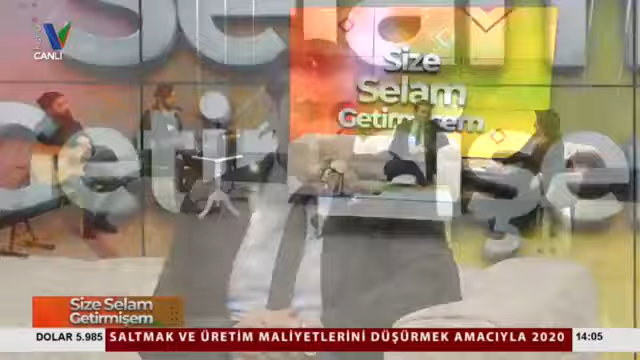 CANLI
Size
Selam
Getirmişem
Size Selam
Getirmişem
DOLAR 5.985 SALTMAK VE ÜRETİM MALİYETLERİNİ DÜŞÜRMEK AMACIYLA 2020 14:05